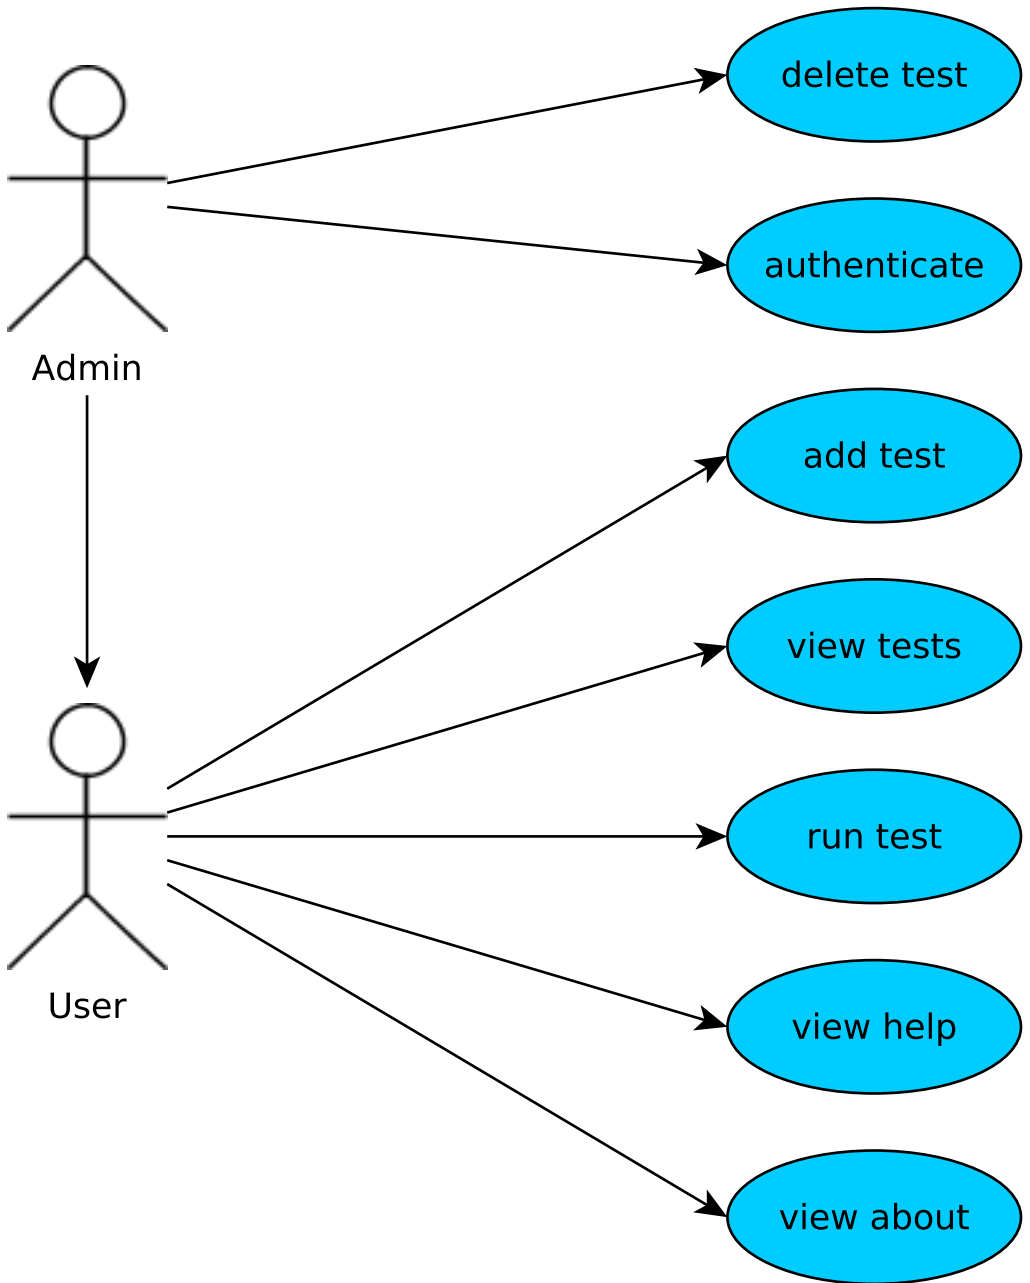 delete test
authenticate
Admin
add test
view tests
run test
User
view help
view about